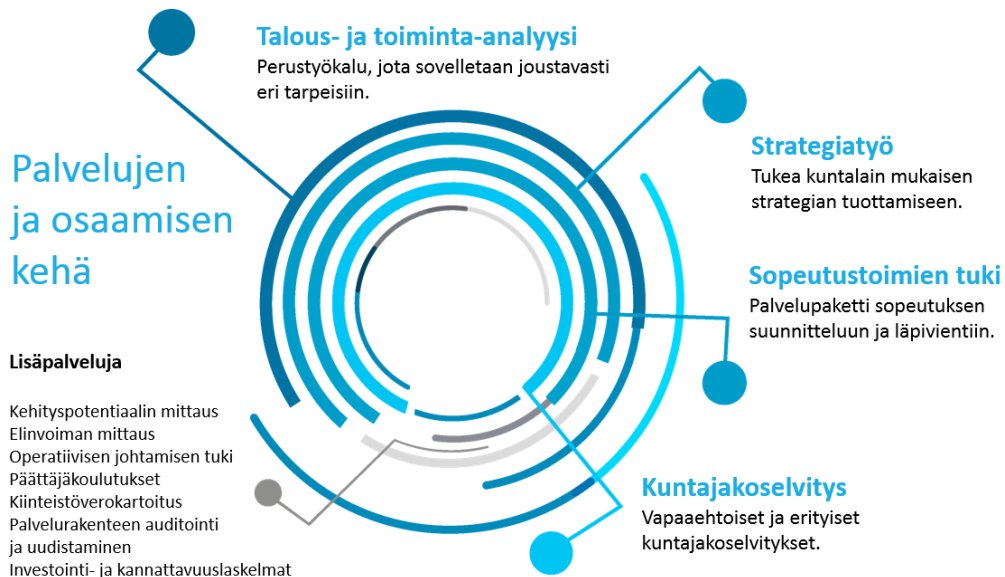 Talous- ja toiminta-analyysi
Perustyökalu, jota sovelletaan joustavasti
eri tarpeisiin.
Palvelujen
ja osaamisen
kehä
Strategiatyö
Tukea kuntalain mukaisen
strategian tuottamiseen.
Sopeutustoimien tuki
Palvelupaketti sopeutuksen
suunnitteluun ja läpivientiin.
Lisäpalveluja
Kehityspotentiaalin mittaus
Elinvoiman mittaus
Operatiivisen johtamisen tuki
Päättäjäkoulutukset
Kiinteistöverokartoitus
Palvelurakenteen auditointi
ja uudistaminen
Investointi- ja kannattavuuslaskelmat
Kuntajakoselvitys
Vapaaehtoiset ja erityiset
kuntajakoselvitykset.